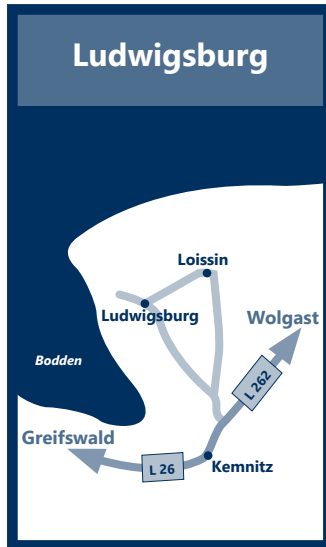 Ludwigsburg
Loissin
Ludwigsburg
Wolgast
Bodden
L 262
Greifswald
L 26
Kemnitz